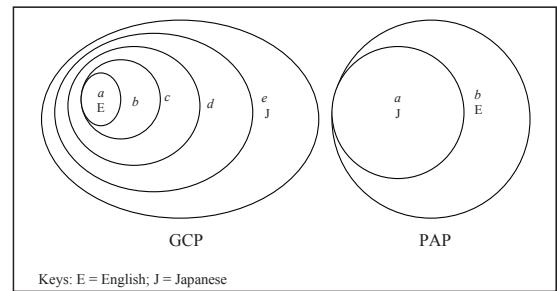 a b c d e a b
E J J E
GCP PAP
Keys: E = English; J = Japanese